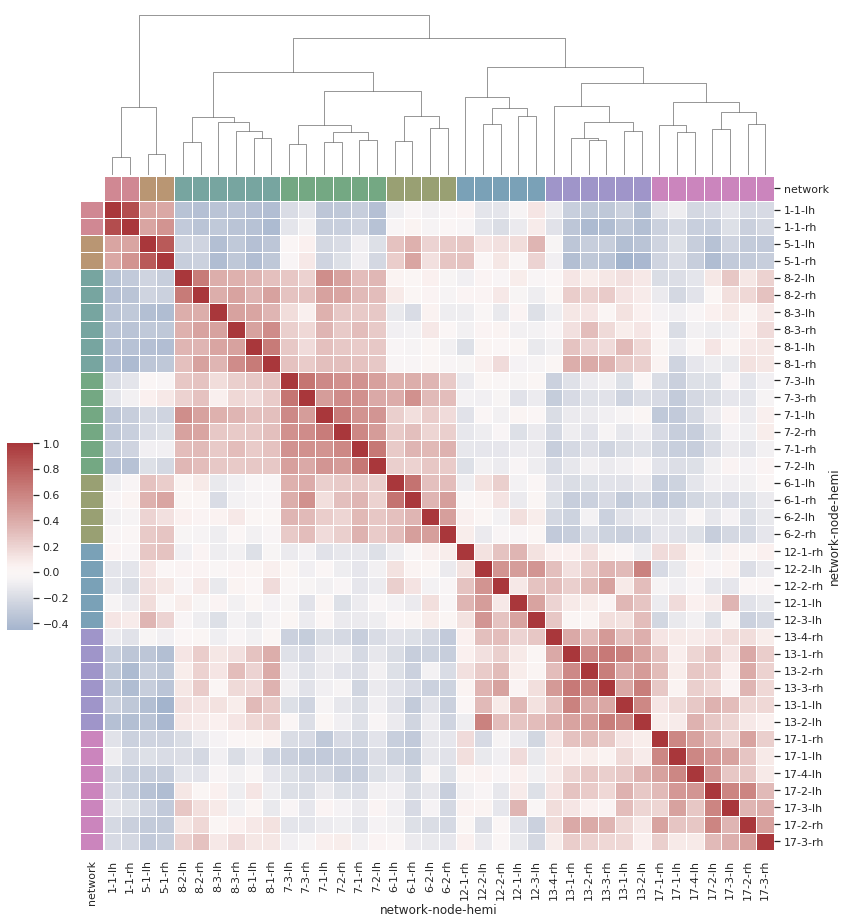 network
1-1-lh
1-1-rh
5-1-lh
5-1-rh
8-2-lh
8-2-rh
8-3-lh
8-3-rh
8-1-lh
8-1-rh
7-3-lh
7-3-rh
7-1-lh
7-2-rh
7-1-rh
7-2-lh
6-1-lh
6-1-rh
6-2-lh
6-2-rh
12-1-rh
12-2-lh
12-2-rh
12-1-lh
12-3-lh
13-4-rh
13-1-rh
13-2-rh
13-3-rh
13-1-lh
13-2-lh
17-1-rh
17-1-lh
17-4-lh
17-2-lh
17-3-lh
17-2-rh
17-3-rh
network-node-hemi
1.0
0.8
0.6
0.4
0.2
0.0
−0.2
−0.4
network
1-1-lh
1-1-rh
5-1-lh
5-1-rh
8-2-lh
8-2-rh
8-3-lh
8-3-rh
8-1-lh
8-1-rh
7-3-lh
7-3-rh
7-1-lh
7-2-rh
7-1-rh
7-2-lh
6-1-lh
6-1-rh
6-2-lh
6-2-rh
12-1-rh
12-2-lh
12-2-rh
12-1-lh
12-3-lh
13-4-rh
13-1-rh
13-2-rh
13-3-rh
13-1-lh
13-2-lh
17-1-rh
17-1-lh
17-4-lh
17-2-lh
17-3-lh
17-2-rh
17-3-rh
network-node-hemi